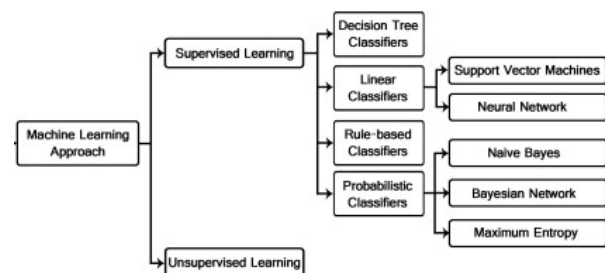 Machine Learning
Approach
Supervised Learning
Unsupervised Learning
Decision Tree
Classifiers
Linear
Classifiers
Rule-based
Classifiers
Probabilistic
Classifiers
Support Vector Machines
Neural Network
Naive Bayes
Bayesian Network
Maximum Entropy